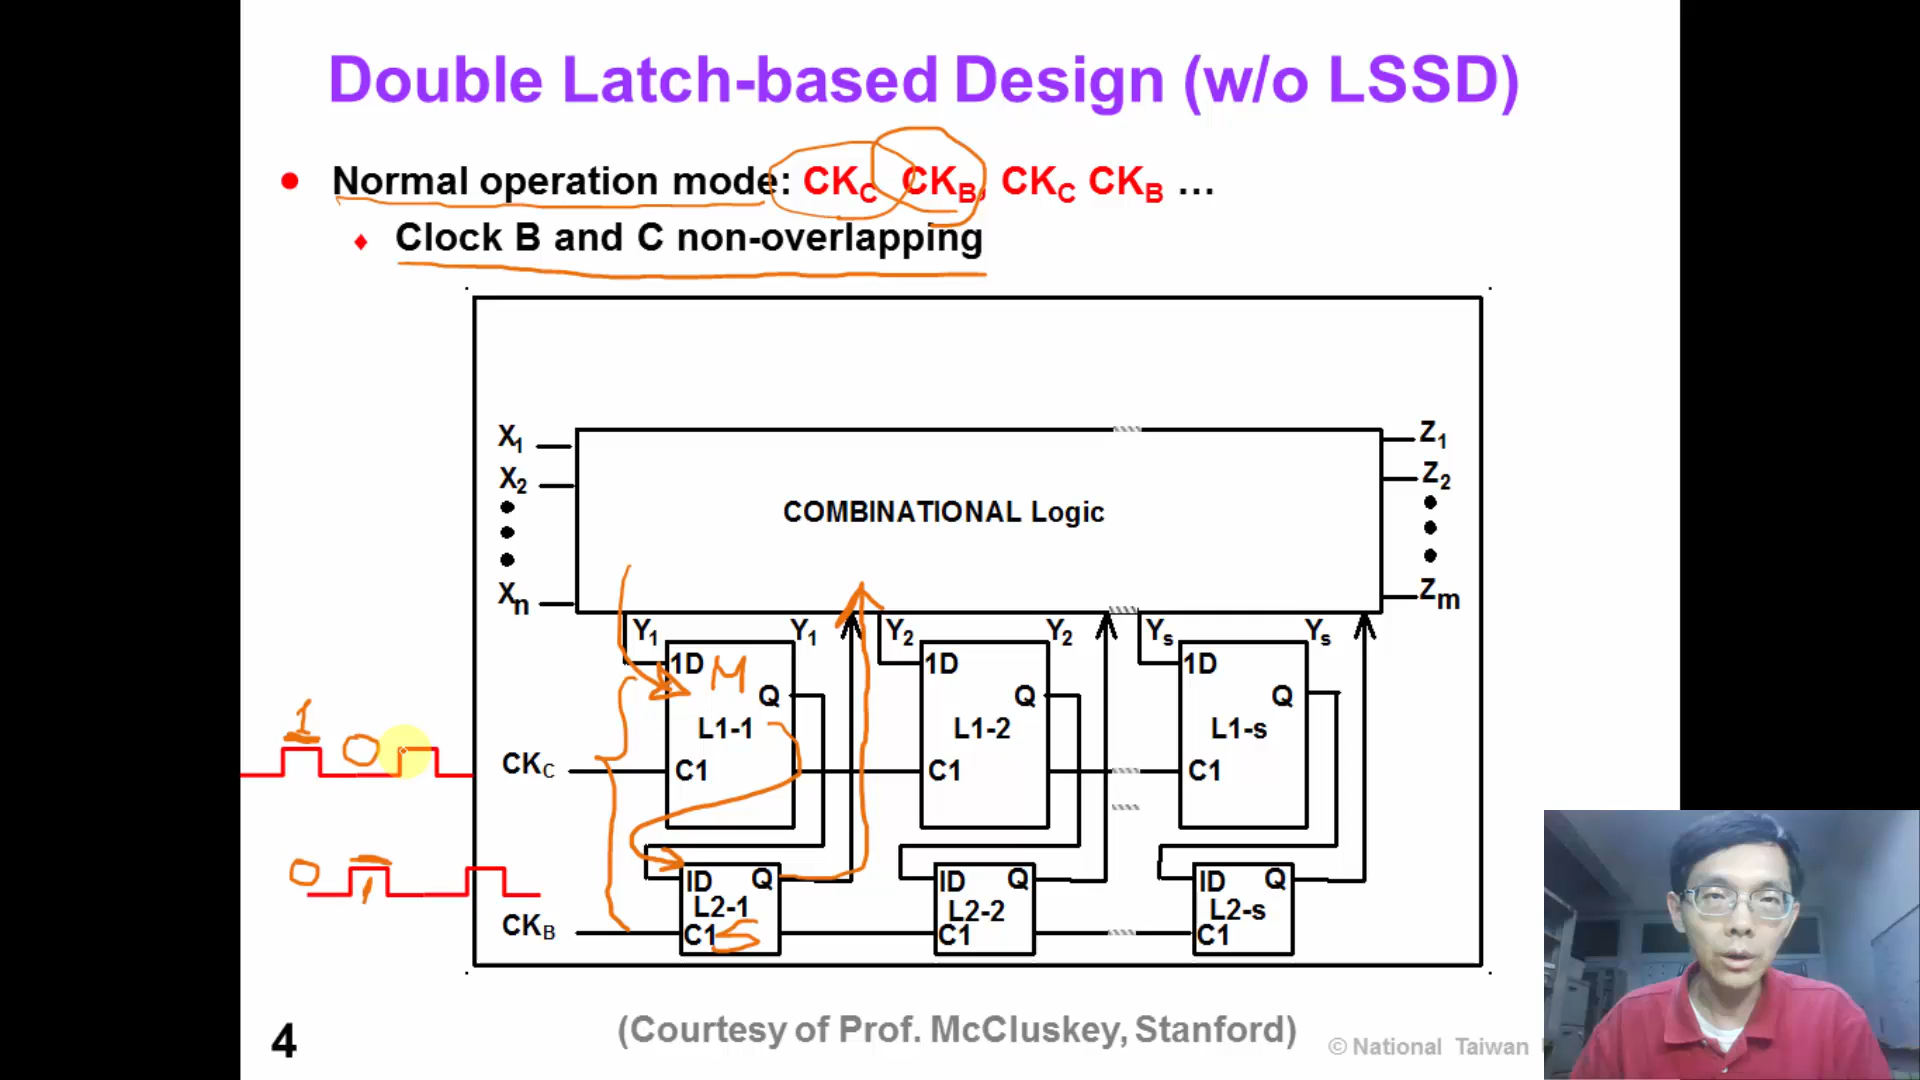 Double Latch-based Design (w/o LSSD)
Normal operation mode: CKC CKB, CKC CKB …
Clock B and C non-overlapping
X1
X2
Xn
COMBINATIONAL Logic
Z1
Z2
Zm
Y1 Y1 Y2 Y2 Ys Ys
1D M Q 1D Q 1D Q
L1-1 L1-2 L1-s
1 0
CKC C1 C1 C1
0 1
ID Q ID Q ID Q
L2-1 L2-2 L2-s
CKB C1 S C1 C1
(Courtesy of Prof. McCluskey, Stanford)
4
© National Taiwan